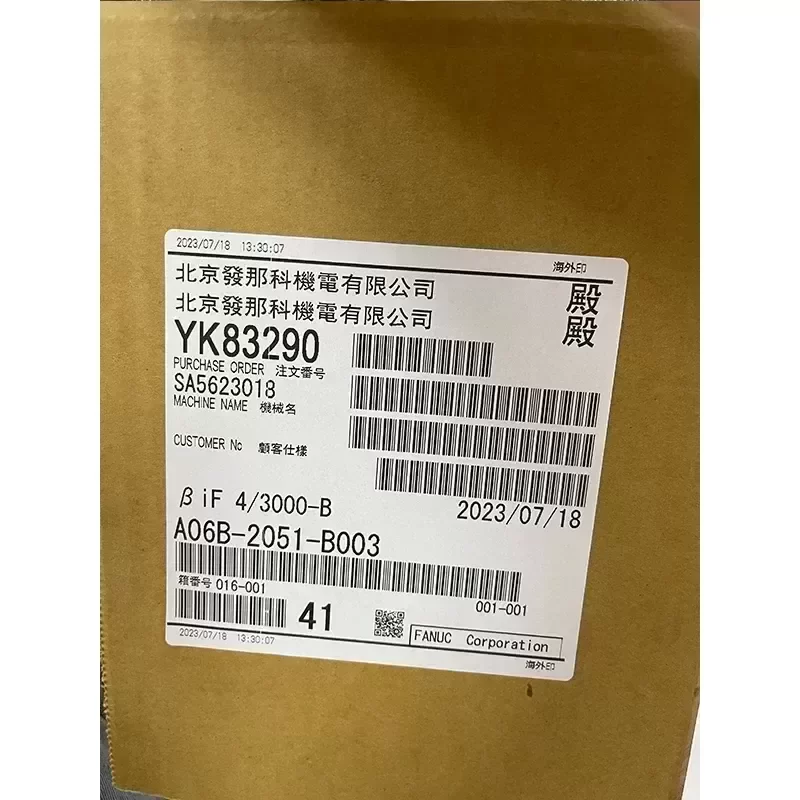 2023/07/18 13:30:07
海外印
北京發那科機電有限公司 殿
北京發那科機電有限公司 殿
YK83290
PURCHASE ORDER 注文番号
SA5623018
MACHINE NAME 機械名
CUSTOMER No 顧客仕様
βiF 4/3000-B 2023/07/18
A06B-2051-B003
箱番号 016-001 001-001
41
FANUC Corporation
2023/07/18 13:30:07
海外印